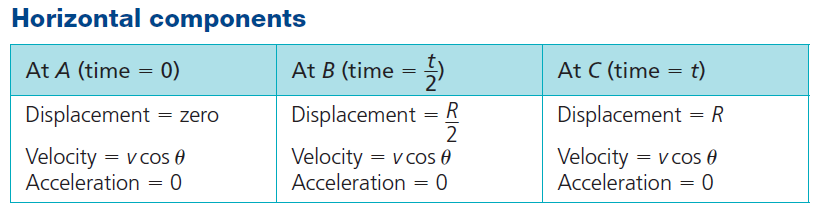 Horizontal components
At A (time = 0)
At B (time = t/2)
At C (time = t)
Displacement = zero
Displacement = R/2
Displacement = R
Velocity = v cos θ
Velocity = v cos θ
Velocity = v cos θ
Acceleration = 0
Acceleration = 0
Acceleration = 0